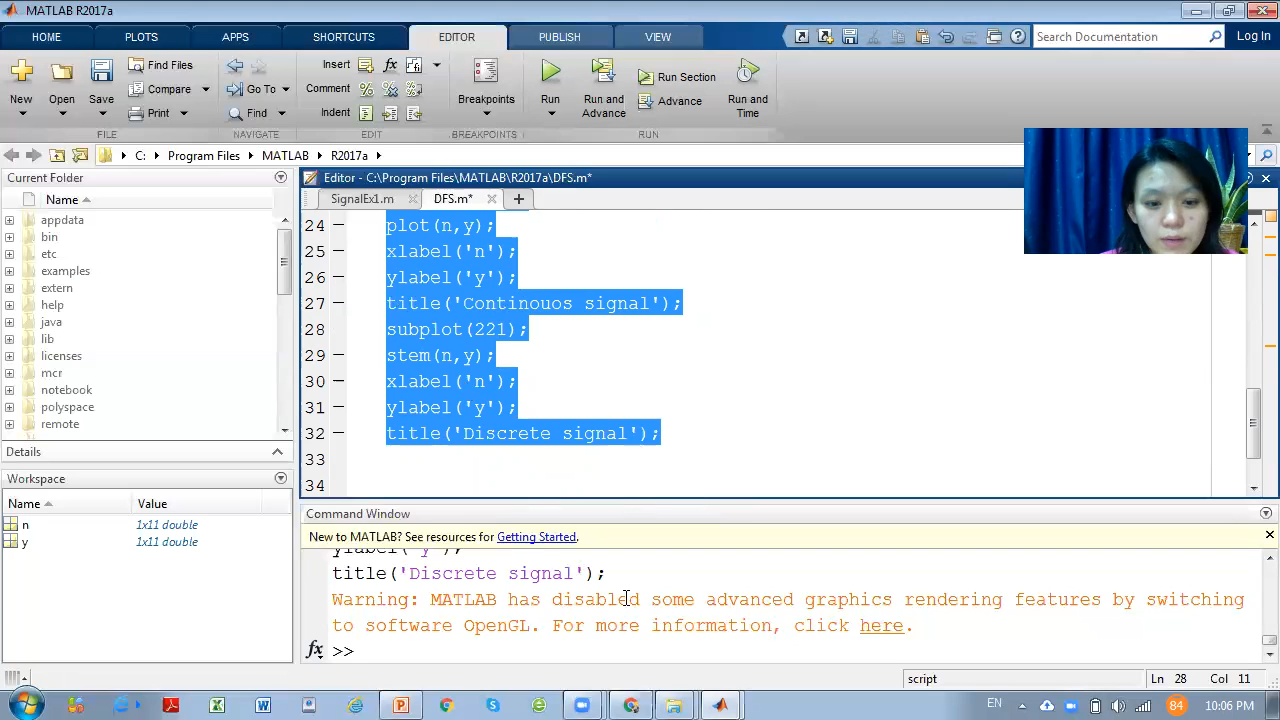 MATLAB R2017a
HOME PLOTS APPS SHORTCUTS EDITOR PUBLISH VIEW Search Documentation Log In
New Open Save Find Files Compare Print Go To Find Insert Comment Indent fx Breakpoints Run Run and Advance Run Section Advance Run and Time
FILE NAVIGATE EDIT BREAKPOINTS RUN
C: Program Files MATLAB R2017a
Current Folder
Name
appdata
bin
etc
examples
extern
help
java
lib
licenses
mcr
notebook
polyspace
remote
Details
Workspace
Name Value
n 1x11 double
y 1x11 double
Editor - C:\Program Files\MATLAB\R2017a\DFS.m*
SignalEx1.m DFS.m*
24 plot(n,y);
25 xlabel('n');
26 ylabel('y');
27 title('Continouos signal');
28 subplot(221);
29 stem(n,y);
30 xlabel('n');
31 ylabel('y');
32 title('Discrete signal');
33
34
Command Window
New to MATLAB? See resources for Getting Started.
ylabel('y');
title('Discrete signal');
Warning: MATLAB has disabled some advanced graphics rendering features by switching
to software OpenGL. For more information, click here.
fx >>
script Ln 28 Col 11
EN 84 10:06 PM